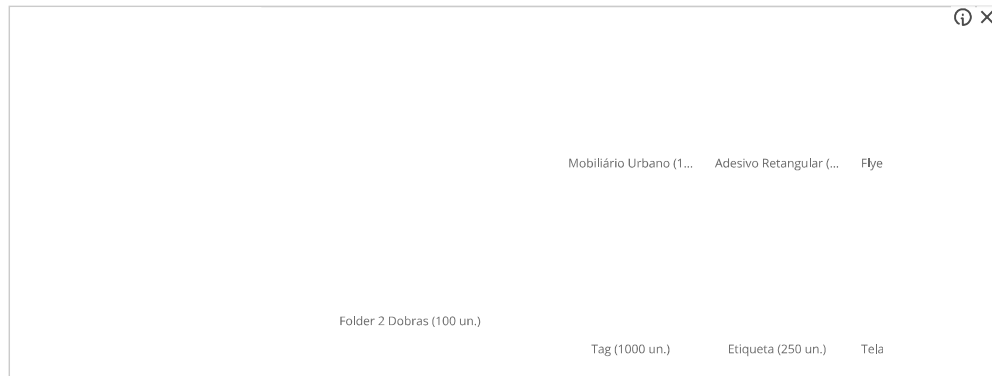 Mobiliário Urbano (1... Adesivo Retangular (... Flye
Folder 2 Dobras (100 un.)
Tag (1000 un.) Etiqueta (250 un.) Tela